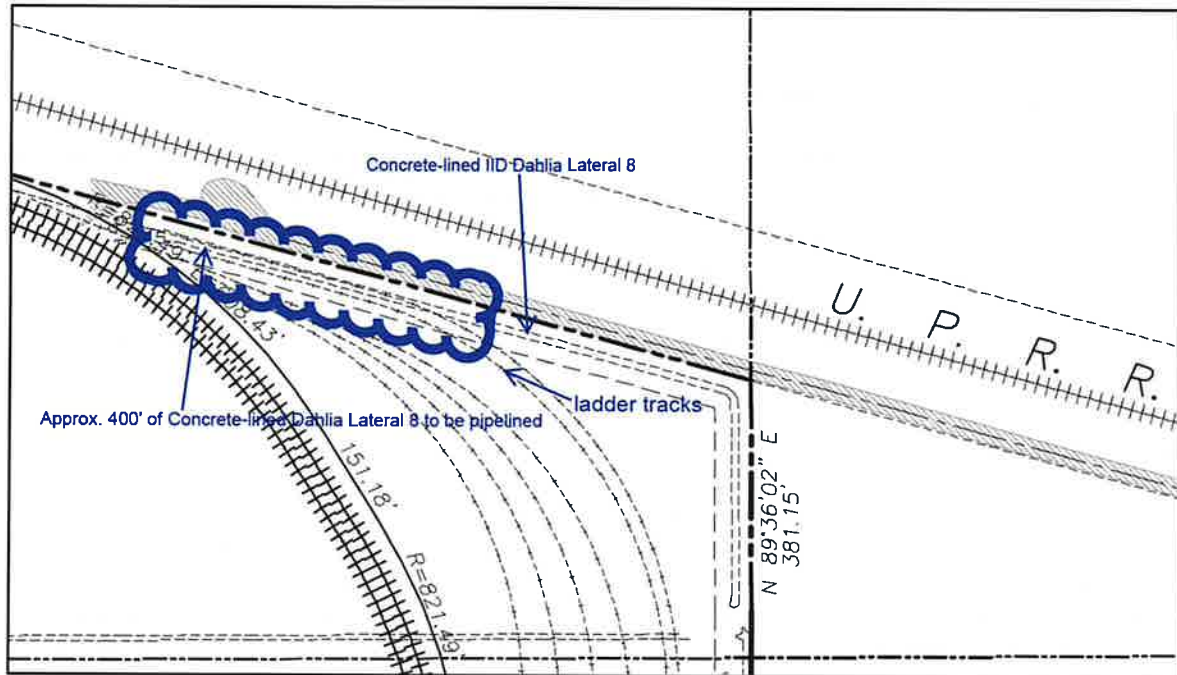 Concrete-lined IID Dahlia Lateral 8
U. P. R. R.
ladder tracks
Approx. 400' of Concrete-lined Dahlia Lateral 8 to be pipelined
151.18'
R=821.49'
N 89°36'02" E
381.15'